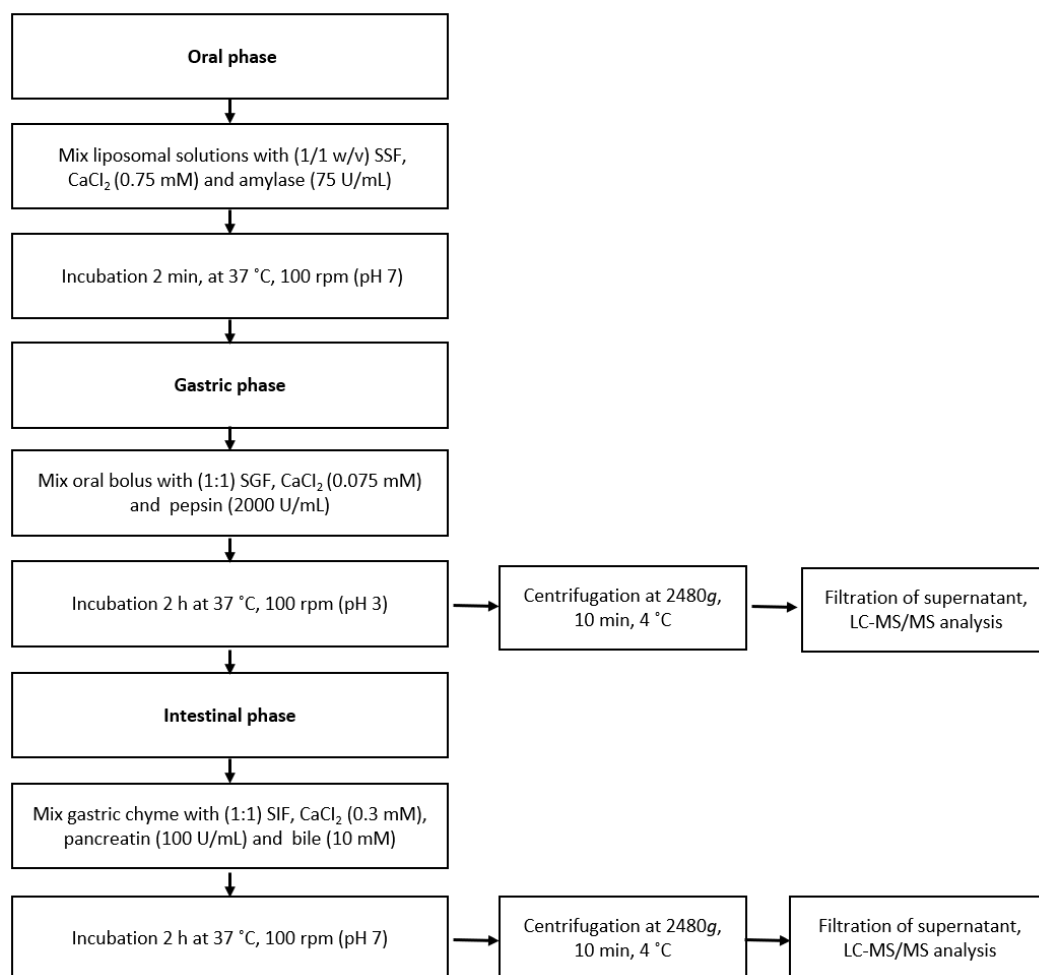 Oral phase
Mix liposomal solutions with (1/1 w/v) SSF,
CaCl₂ (0.75 mM) and amylase (75 U/mL)
Incubation 2 min, at 37 ˚C, 100 rpm (pH 7)
Gastric phase
Mix oral bolus with (1:1) SGF, CaCl₂ (0.075 mM)
and pepsin (2000 U/mL)
Incubation 2 h at 37 ˚C, 100 rpm (pH 3)
Centrifugation at 2480g,
10 min, 4 ˚C
Filtration of supernatant,
LC-MS/MS analysis
Intestinal phase
Mix gastric chyme with (1:1) SIF, CaCl₂ (0.3 mM),
pancreatin (100 U/mL) and bile (10 mM)
Incubation 2 h at 37 ˚C, 100 rpm (pH 7)
Centrifugation at 2480g,
10 min, 4 ˚C
Filtration of supernatant,
LC-MS/MS analysis